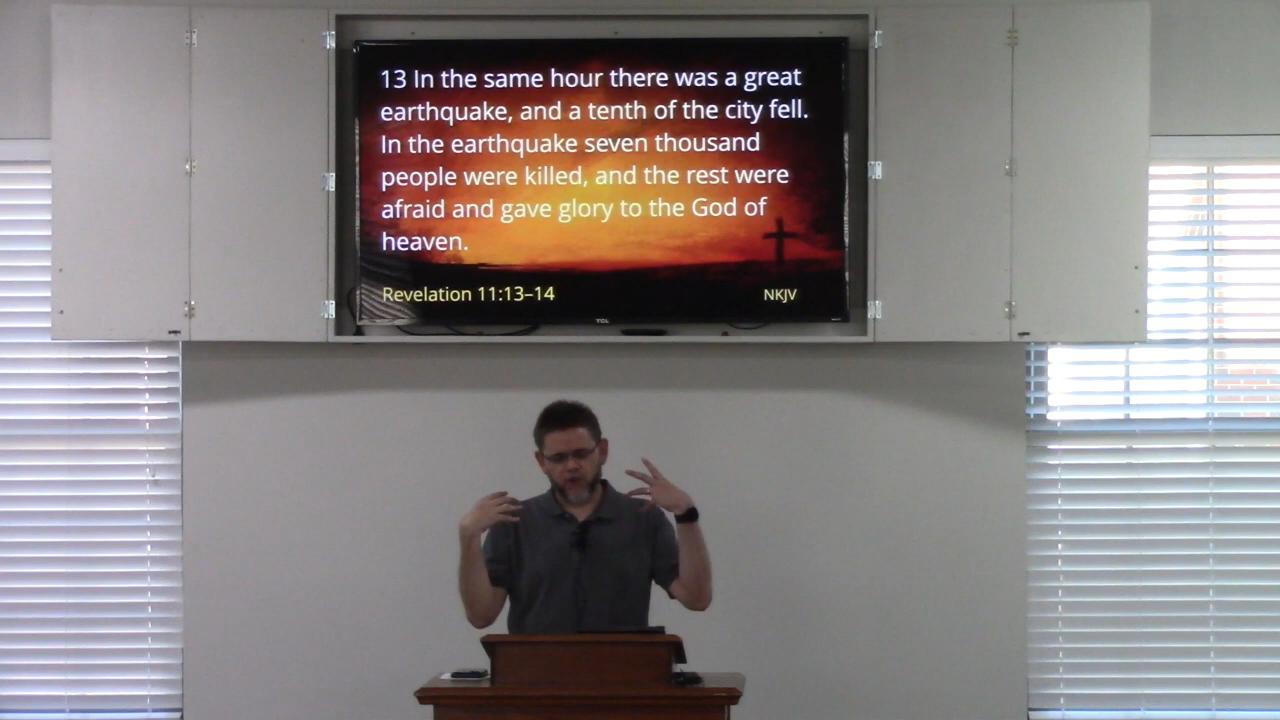 13 In the same hour there was a great
earthquake, and a tenth of the city fell.
In the earthquake seven thousand
people were killed, and the rest were
afraid and gave glory to the God of
heaven.
Revelation 11:13–14
NKJV
TCL